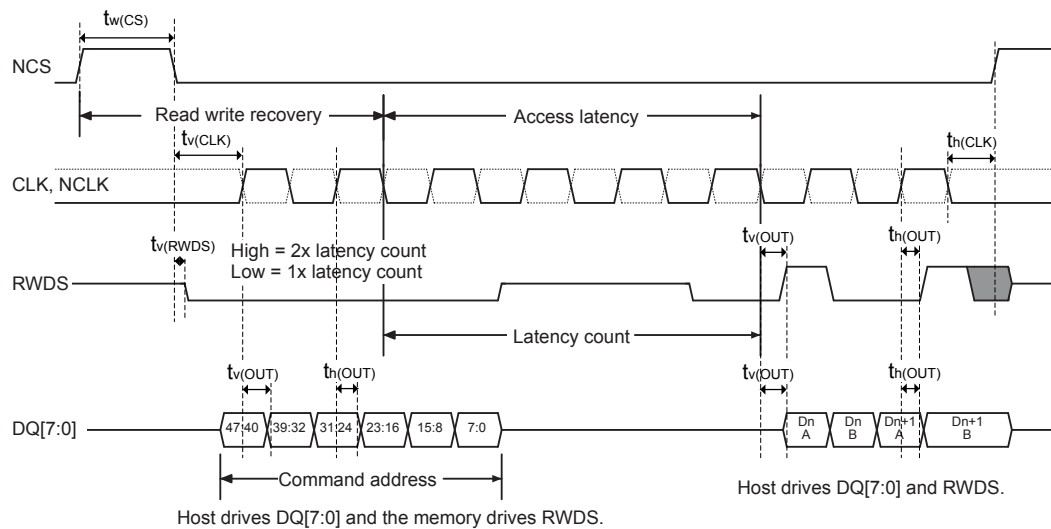 tw(CS)
NCS
Read write recovery
Access latency
tv(CLK)
th(CLK)
CLK, NCLK
tv(RWDS)
High = 2x latency count
Low = 1x latency count
tv(OUT)
th(OUT)
RWDS
Latency count
tv(OUT)
th(OUT)
tv(OUT)
th(OUT)
DQ[7:0]
47:40
39:32
31:24
23:16
15:8
7:0
Dn
A
Dn
B
Dn+1
A
Dn+1
B
Command address
Host drives DQ[7:0] and RWDS.
Host drives DQ[7:0] and the memory drives RWDS.